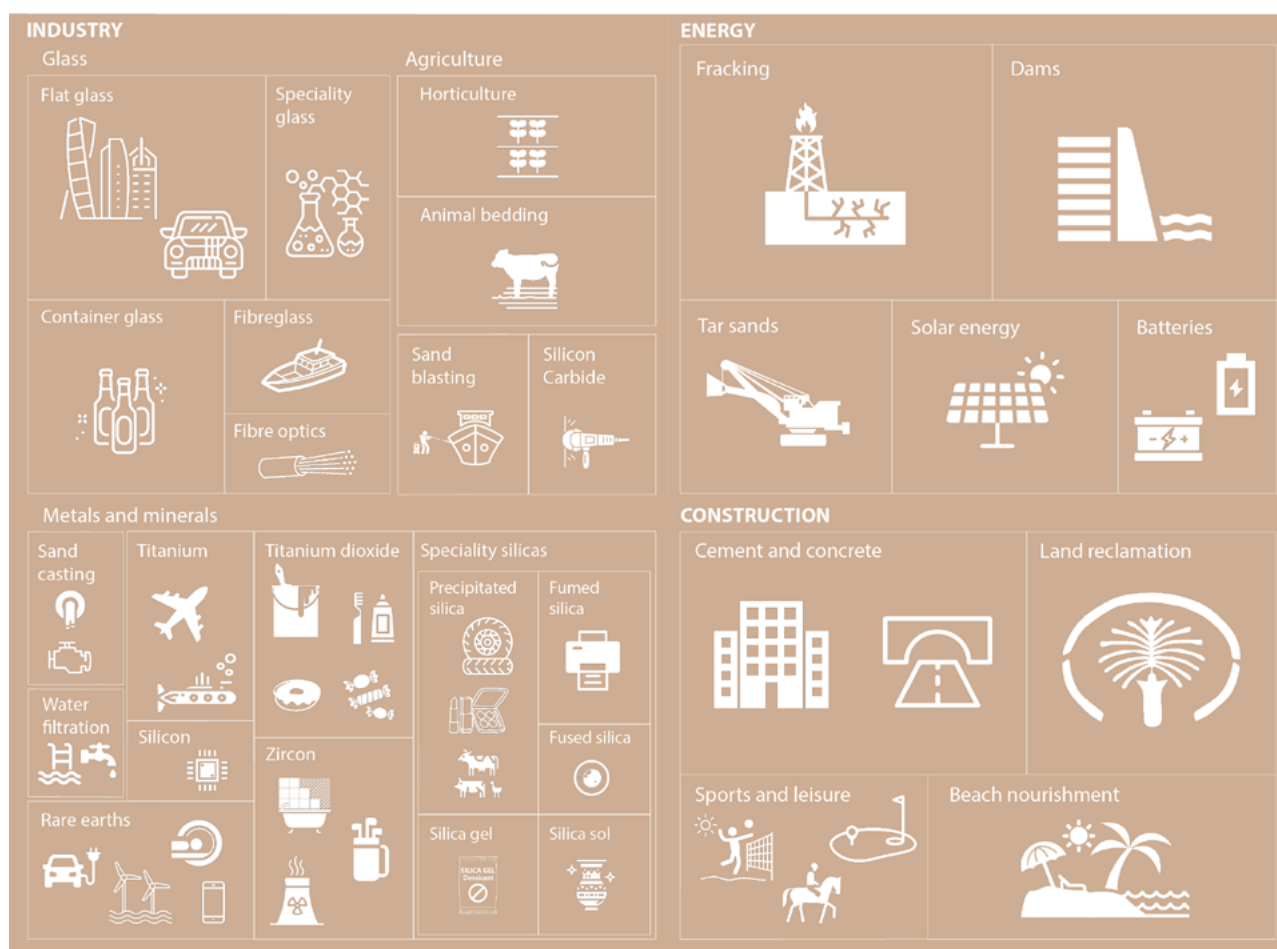 INDUSTRY
Glass
Flat glass
Speciality
glass
Container glass
Fibreglass
Fibre optics
Agriculture
Horticulture
Animal bedding
Sand
blasting
Silicon
Carbide
Metals and minerals
Sand
casting
Titanium
Titanium dioxide
Speciality silicas
Precipitated
silica
Fumed
silica
Water
filtration
Silicon
Zircon
Fused silica
Rare earths
Silica gel
SILICA GEL
Silica sol
ENERGY
Fracking
Dams
Tar sands
Solar energy
Batteries
CONSTRUCTION
Cement and concrete
Land reclamation
Sports and leisure
Beach nourishment